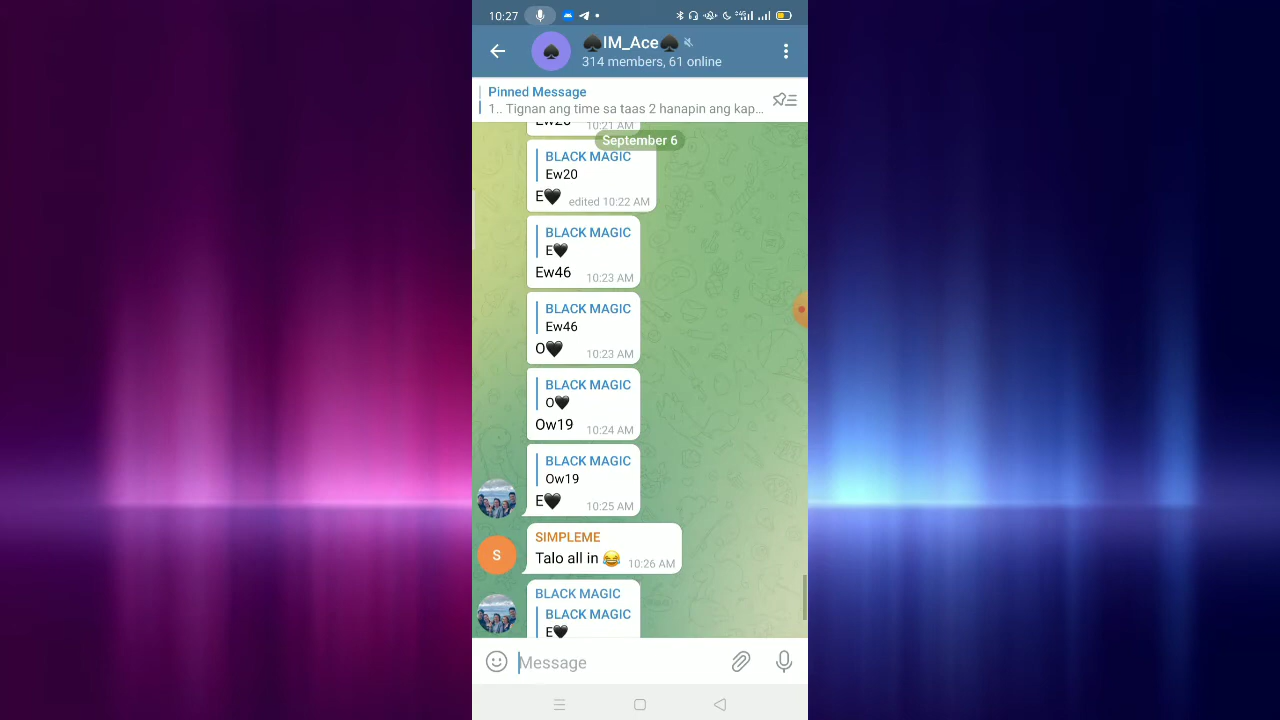 10:27
♠IM_Ace♠
314 members, 61 online
Pinned Message
1.. Tignan ang time sa taas 2 hanapin ang kap...
Ew20
10:21 AM
September 6
BLACK MAGIC
Ew20
E🖤 edited 10:22 AM
BLACK MAGIC
E🖤
Ew46 10:23 AM
BLACK MAGIC
Ew46
O🖤 10:23 AM
BLACK MAGIC
O🖤
Ow19 10:24 AM
BLACK MAGIC
Ow19
E🖤 10:25 AM
SIMPLEME
S
Talo all in 😂 10:26 AM
BLACK MAGIC
BLACK MAGIC
E🖤
Message